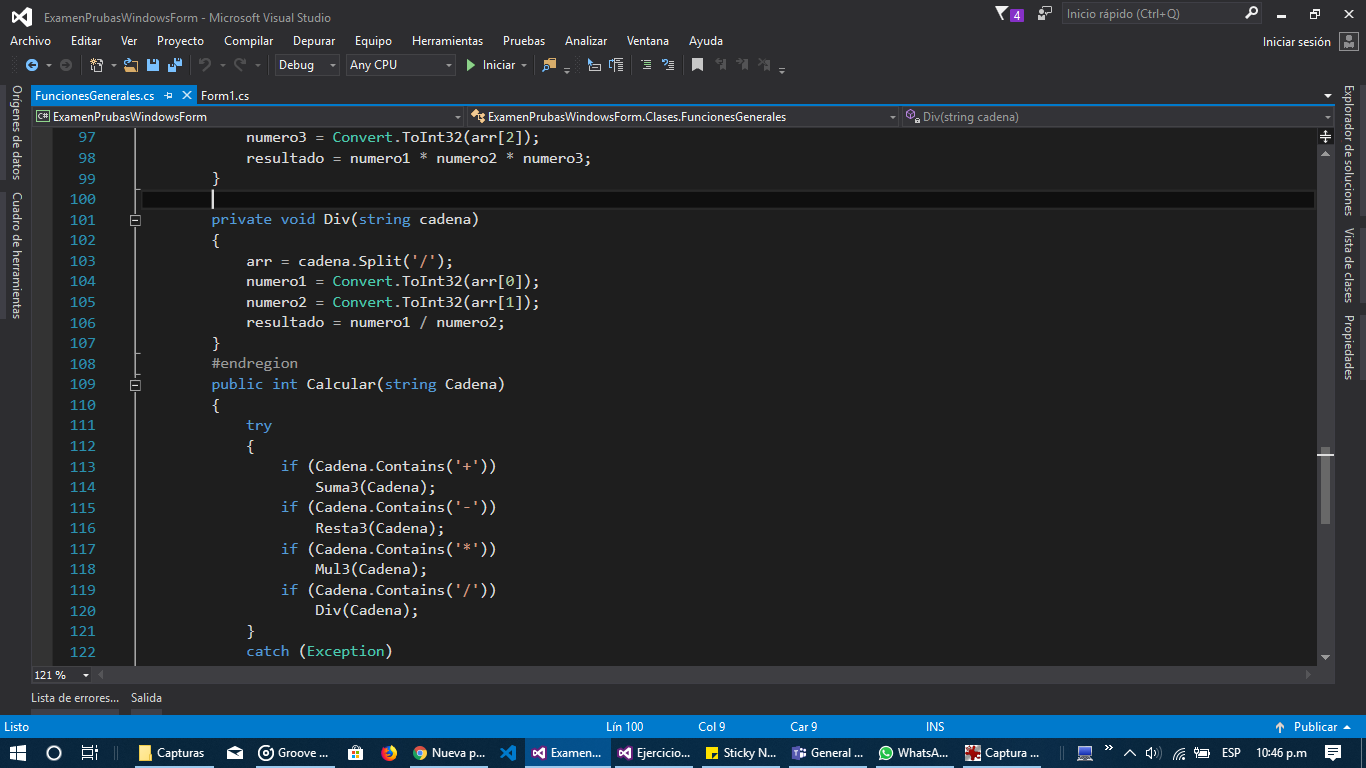 ExamenPrubasWindowsForm - Microsoft Visual Studio
4
Inicio rápido (Ctrl+Q)
Archivo Editar Ver Proyecto Compilar Depurar Equipo Herramientas Pruebas Analizar Ventana Ayuda
Iniciar sesión
Debug Any CPU Iniciar
FuncionesGenerales.cs Form1.cs
C# ExamenPrubasWindowsForm ExamenPrubasWindowsForm.Clases.FuncionesGenerales Div(string cadena)
Orígenes de datos
Cuadro de herramientas
97 numero3 = Convert.ToInt32(arr[2]);
98 resultado = numero1 * numero2 * numero3;
99 }
100
101 private void Div(string cadena)
102 {
103 arr = cadena.Split('/');
104 numero1 = Convert.ToInt32(arr[0]);
105 numero2 = Convert.ToInt32(arr[1]);
106 resultado = numero1 / numero2;
107 }
108 #endregion
109 public int Calcular(string Cadena)
110 {
111 try
112 {
113 if (Cadena.Contains('+'))
114 Suma3(Cadena);
115 if (Cadena.Contains('-'))
116 Resta3(Cadena);
117 if (Cadena.Contains('*'))
118 Mul3(Cadena);
119 if (Cadena.Contains('/'))
120 Div(Cadena);
121 }
122 catch (Exception)
Explorador de soluciones
Vista de clases
Propiedades
121 %
Lista de errores... Salida
Listo Lín 100 Col 9 Car 9 INS Publicar
Capturas Groove ... Nueva p... Examen... Ejercicio... Sticky N... General ... WhatsA... Captura ... » ESP 10:46 p.m